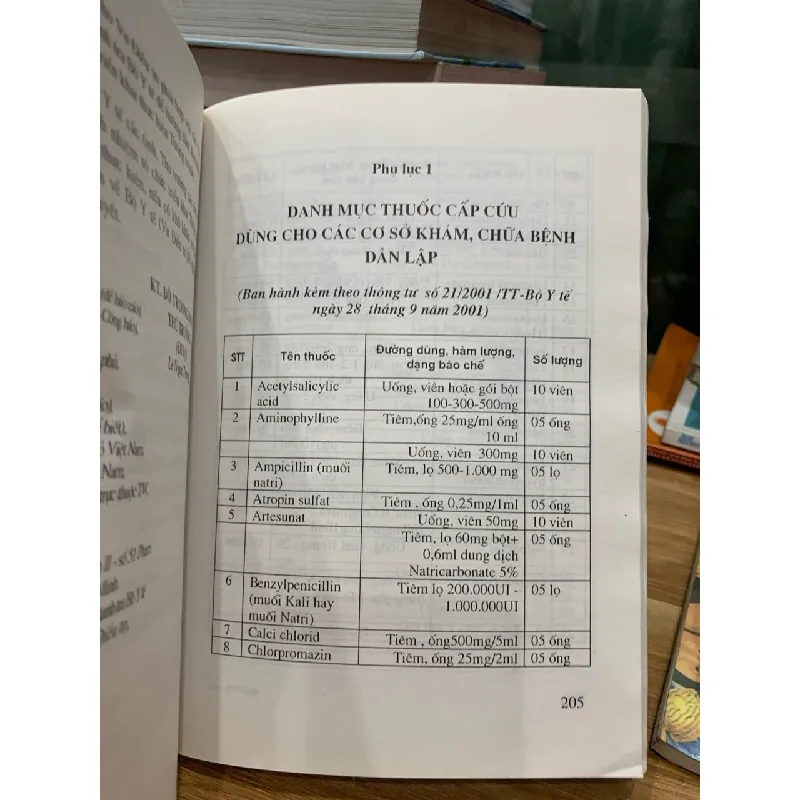 Phụ lục 1
DANH MỤC THUỐC CẤP CỨU
DÙNG CHO CÁC CƠ SỞ KHÁM, CHỮA BỆNH
DÂN LẬP
(Ban hành kèm theo thông tư số 21/2001 /TT-Bộ Y tế
ngày 28 tháng 9 năm 2001)
STT Tên thuốc Đường dùng, hàm lượng, dạng bào chế Số lượng
1 Acetylsalicylic acid Uống, viên hoặc gói bột 100-300-500mg 10 viên
2 Aminophylline Tiêm,ống 25mg/ml ống 10 ml 05 ống
Uống, viên 300mg 10 viên
3 Ampicillin (muối natri) Tiêm, lọ 500-1.000 mg 05 lọ
4 Atropin sulfat Tiêm , ống 0,25mg/1ml 05 ống
5 Artesunat Uống, viên 50mg 10 viên
Tiêm, lọ 60mg bột+ 0,6ml dung dịch Natricarbonate 5% 05 ống
6 Benzylpenicillin (muối Kali hay muối Natri) Tiêm lọ 200.000UI - 1.000.000UI 05 lọ
7 Calci chlorid Tiêm , ống500mg/5ml 05 ống
8 Chlorpromazin Tiêm, ống 25mg/2ml 05 ống
205